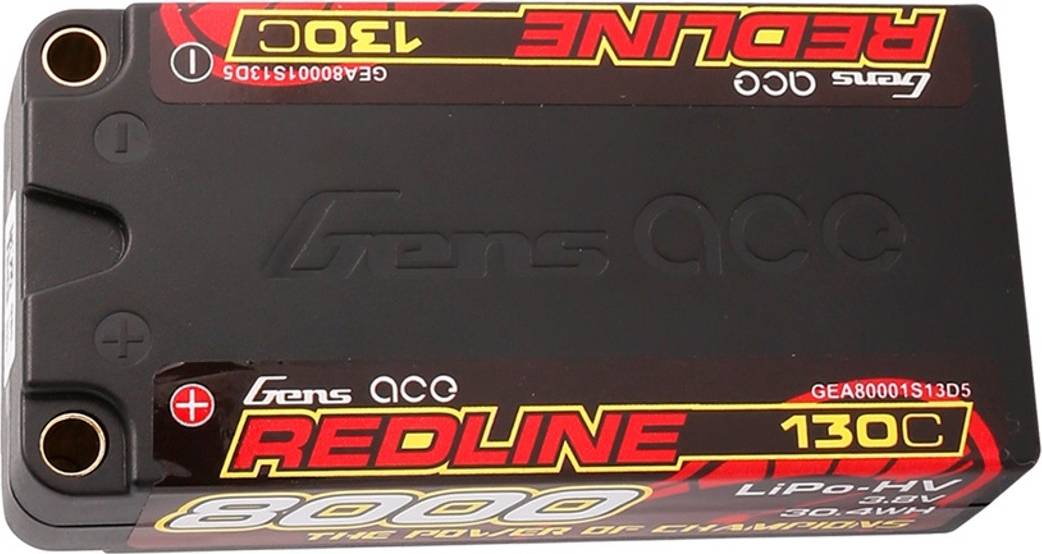 REDLINE 130C
Gens ace GEA80001S13D5
Gens ace
Gens ace GEA80001S13D5
REDLINE 130C
8000 LiPo-HV
3.8V
30.4WH
THE POWER OF CHAMPIONS